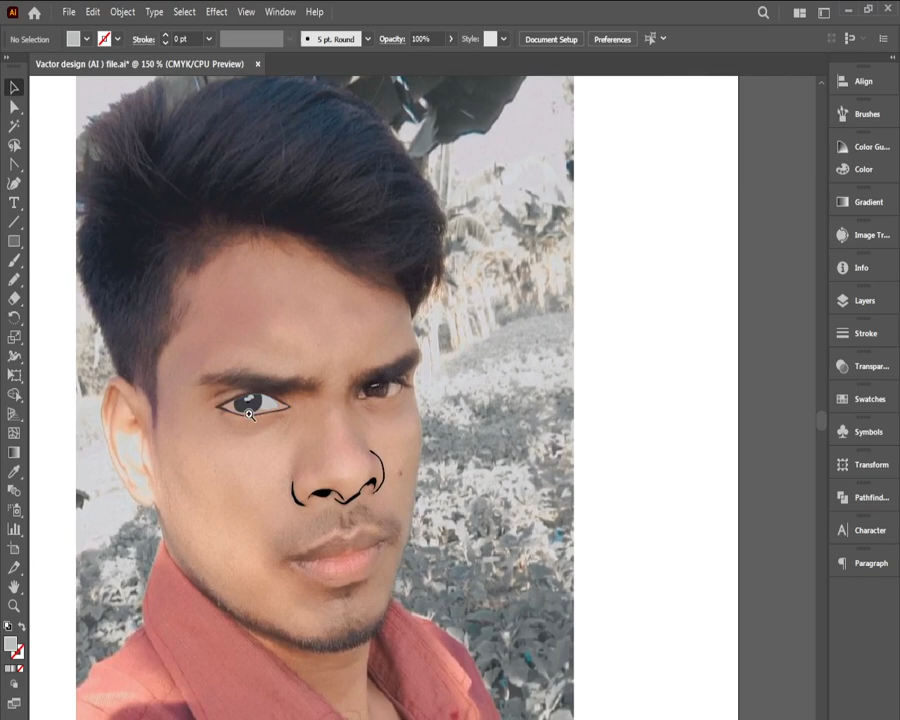 Ai File Edit Object Type Select Effect View Window Help
No Selection Stroke: 0 pt 5 pt. Round Opacity: 100% Style: Document Setup Preferences
Vactor design (AI ) file.ai* @ 150 % (CMYK/CPU Preview) ×
Align
Brushes
Color Gu...
Color
Gradient
Image Tr...
Info
Layers
Stroke
Transpar...
Swatches
Symbols
Transform
Pathfind...
Character
Paragraph